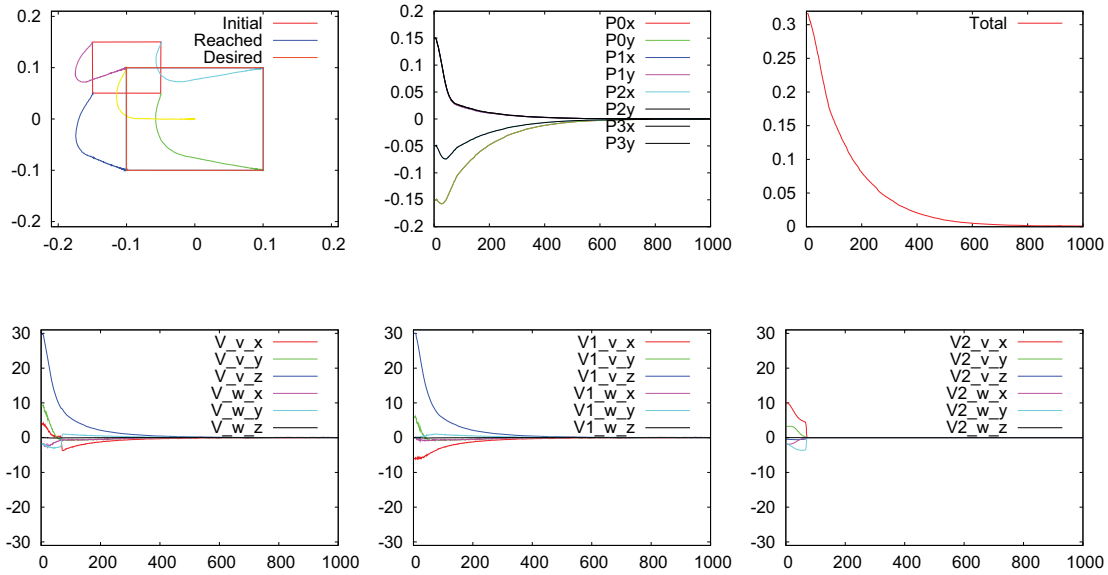 0.2
0.1
0
-0.1
-0.2
-0.2
-0.1
0
0.1
0.2
Initial
Reached
Desired
0.2
0.15
0.1
0.05
0
-0.05
-0.1
-0.15
-0.2
0
200
400
600
800
1000
P0x
P0y
P1x
P1y
P2x
P2y
P3x
P3y
0.3
0.25
0.2
0.15
0.1
0.05
0
0
200
400
600
800
1000
Total
30
20
10
0
-10
-20
-30
0
200
400
600
800
1000
V_v_x
V_v_y
V_v_z
V_w_x
V_w_y
V_w_z
30
20
10
0
-10
-20
-30
0
200
400
600
800
1000
V1_v_x
V1_v_y
V1_v_z
V1_w_x
V1_w_y
V1_w_z
30
20
10
0
-10
-20
-30
0
200
400
600
800
1000
V2_v_x
V2_v_y
V2_v_z
V2_w_x
V2_w_y
V2_w_z